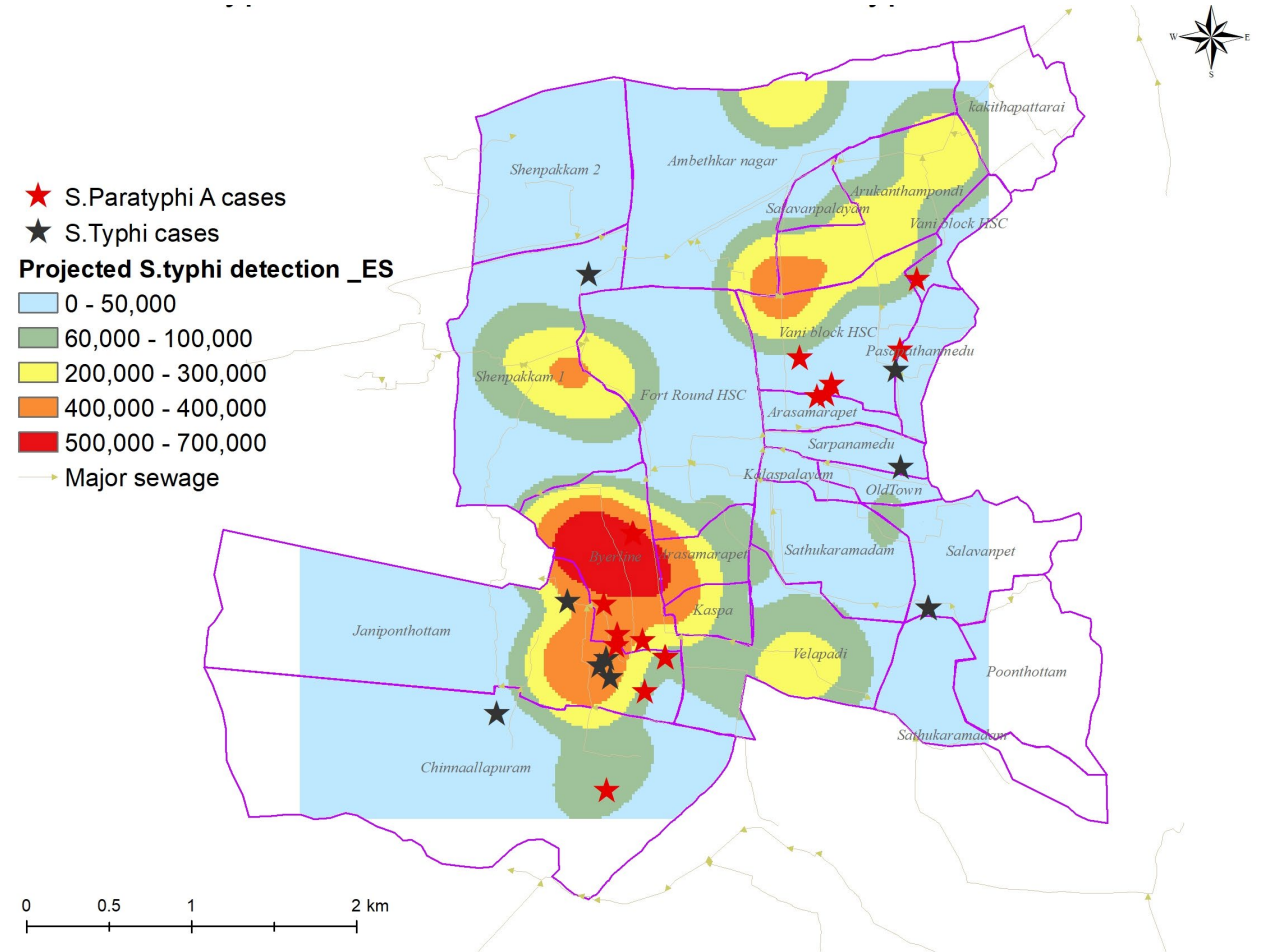 N
W E
S
kakithapattarai
Ambethkar nagar
Shenpakkam 2
Arukanthampondi
Salavanpalayam
Vani block HSC
S.Paratyphi A cases
S.Typhi cases
Projected S.typhi detection _ES
0 - 50,000
60,000 - 100,000
200,000 - 300,000
400,000 - 400,000
500,000 - 700,000
Major sewage
Vani block HSC
Pasapathanmedu
Shenpakkam 1
Fort Round HSC
Arasamarapet
Sarpanamedu
Kalaspalayam
OldTown
Byerline
Arasamarapet
Sathukaramadam
Salavanpet
Kaspa
Janiponthottam
Velapadi
Poonthottam
Sathukaramadam
Chinnaallapuram
0 0.5 1 2 km